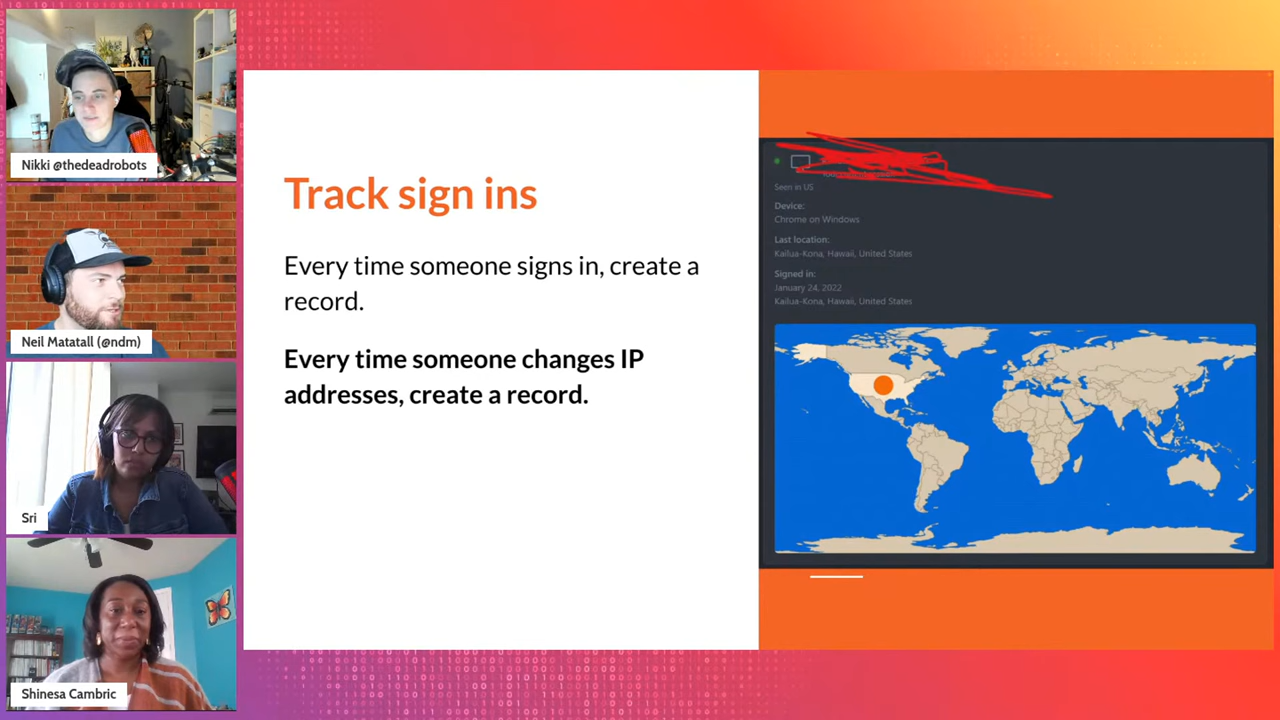 Nikki @thedeadrobots
Neil Matatall (@ndm)
Sri
Shinesa Cambric
Track sign ins
Every time someone signs in, create a
record.
Every time someone changes IP
addresses, create a record.
Seen in US
Device:
Chrome on Windows
Last location:
Kailua-Kona, Hawaii, United States
Signed in:
January 24, 2022
Kailua-Kona, Hawaii, United States